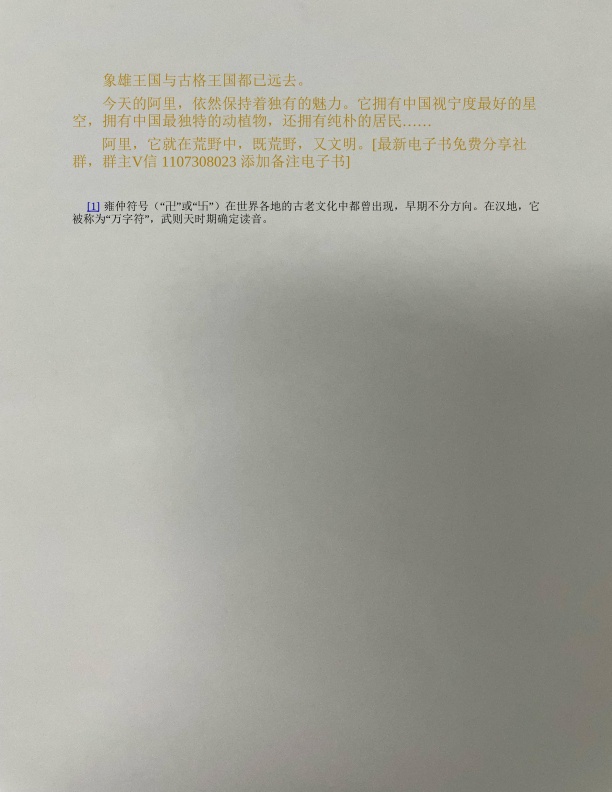 象雄王国与古格王国都已远去。
今天的阿里，依然保持着独有的魅力。它拥有中国视宁度最好的星
空，拥有中国最独特的动植物，还拥有纯朴的居民……
阿里，它就在荒野中，既荒野，又文明。[最新电子书免费分享社
群，群主V信 1107308023 添加备注电子书]
[1] 雍仲符号（“卍”或“卐”）在世界各地的古老文化中都曾出现，早期不分方向。在汉地，它
被称为“万字符”，武则天时期确定读音。